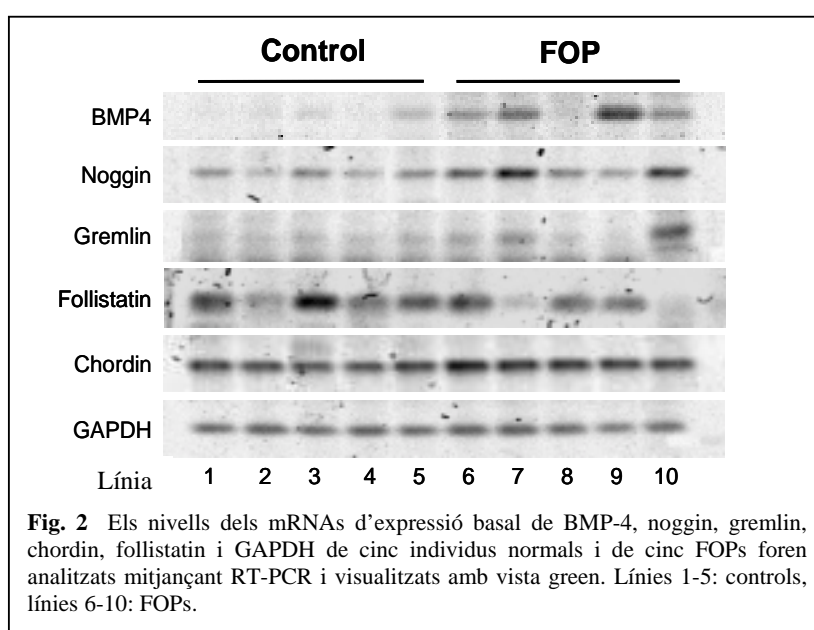 Control FOP
BMP4
Noggin
Gremlin
Follistatin
Chordin
GAPDH
Línia 1 2 3 4 5 6 7 8 9 10
Fig. 2 Els nivells dels mRNAs d'expressió basal de BMP-4, noggin, gremlin,
chordin, follistatin i GAPDH de cinc individus normals i de cinc FOPs foren
analitzats mitjançant RT-PCR i visualitzats amb vista green. Línies 1-5: controls,
línies 6-10: FOPs.